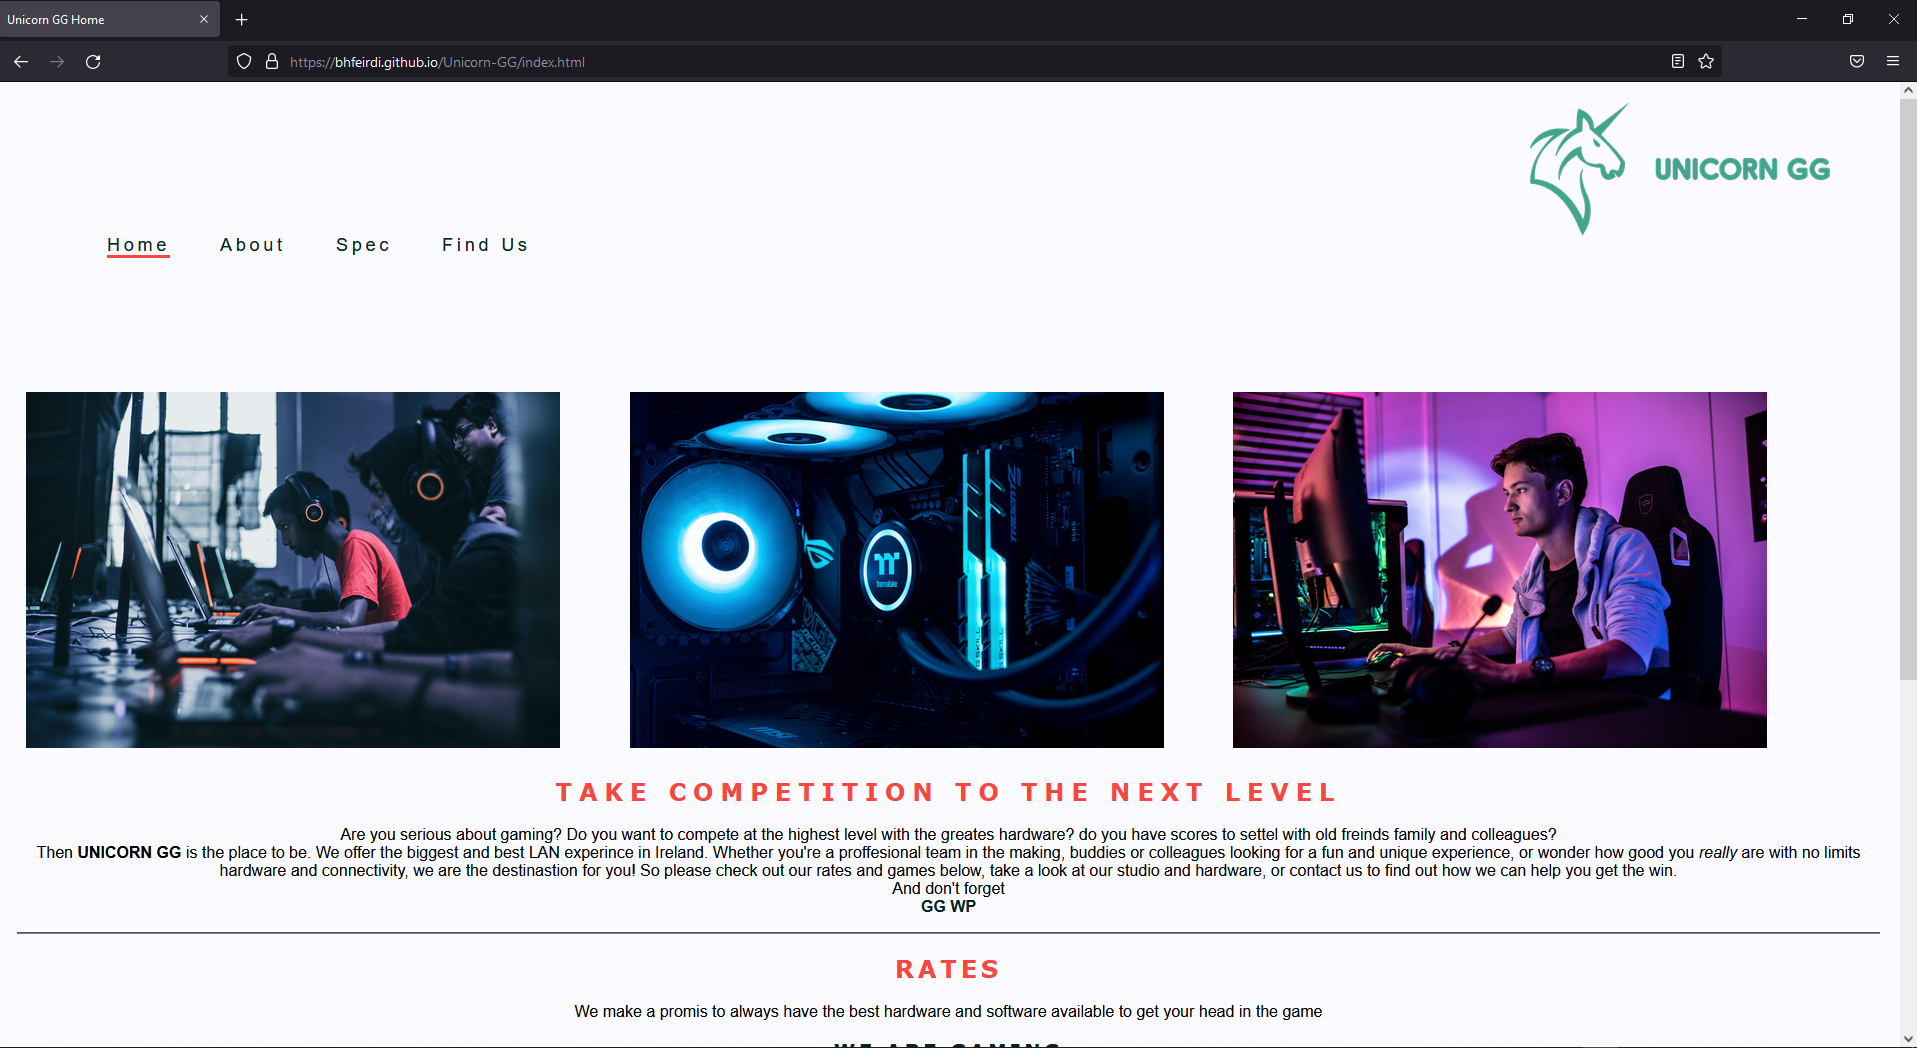 Unicorn GG Home
https://bhfeirdi.github.io/Unicorn-GG/index.html
UNICORN GG
Home About Spec Find Us
thermaltake
TRIDENT Z
G.SKILL
G.SKILL
msi
TAKE COMPETITION TO THE NEXT LEVEL
Are you serious about gaming? Do you want to compete at the highest level with the greates hardware? do you have scores to settel with old freinds family and colleagues?
Then UNICORN GG is the place to be. We offer the biggest and best LAN experince in Ireland. Whether you're a proffesional team in the making, buddies or colleagues looking for a fun and unique experience, or wonder how good you really are with no limits
hardware and connectivity, we are the destinastion for you! So please check out our rates and games below, take a look at our studio and hardware, or contact us to find out how we can help you get the win.
And don't forget
GG WP
RATES
We make a promis to always have the best hardware and software available to get your head in the game
WE ARE GAMING